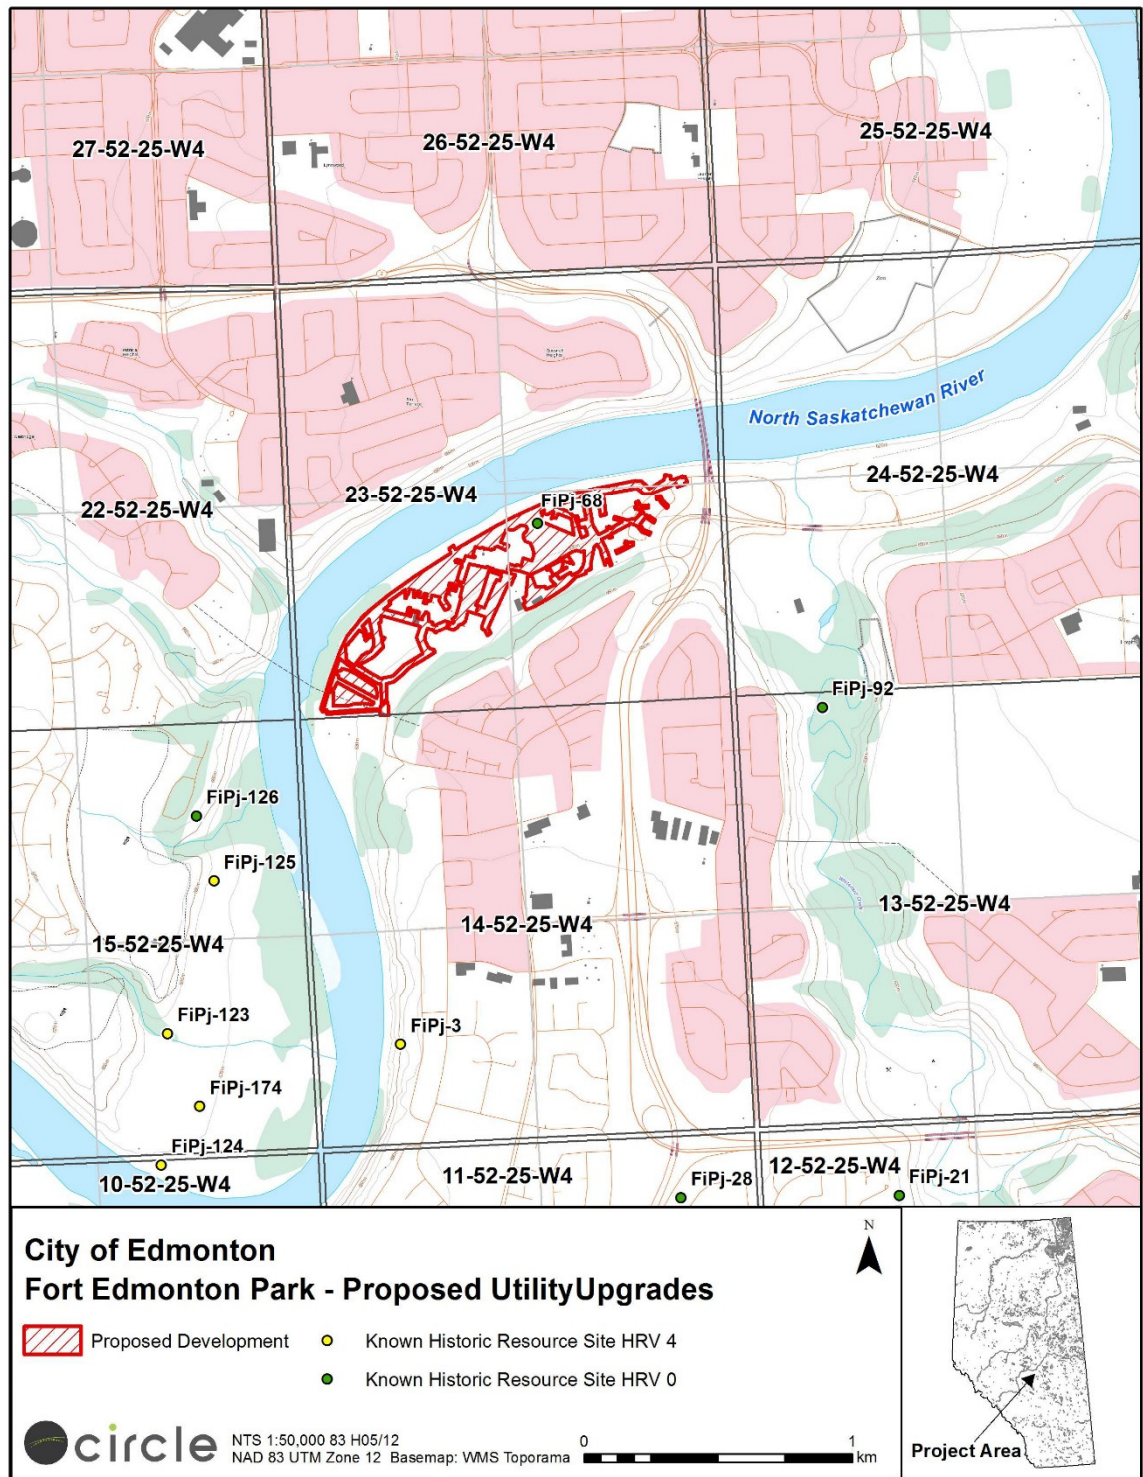 27-52-25-W4
26-52-25-W4
25-52-25-W4
Zoo
North Saskatchewan River
22-52-25-W4
23-52-25-W4
24-52-25-W4
FiPj-68
FiPj-92
FiPj-126
FiPj-125
13-52-25-W4
14-52-25-W4
15-52-25-W4
FiPj-123
FiPj-3
FiPj-174
FiPj-124
10-52-25-W4
11-52-25-W4
12-52-25-W4
FiPj-28
FiPj-21
City of Edmonton
Fort Edmonton Park - Proposed UtilityUpgrades
N
Proposed Development
Known Historic Resource Site HRV 4
Known Historic Resource Site HRV 0
circle
NTS 1:50,000 83 H05/12
NAD 83 UTM Zone 12 Basemap: WMS Toporama
0 1
km
Project Area